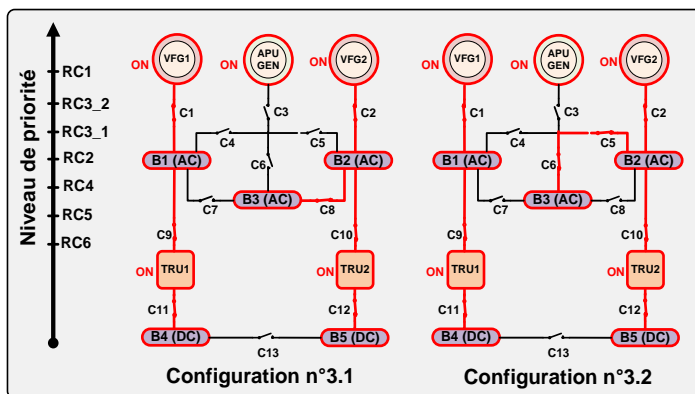 Niveau de priorité
RC1
RC3_2
RC3_1
RC2
RC4
RC5
RC6
VFG1
ON
APU
GEN
ON
VFG2
ON
C1
C3
C2
C4
C5
B1 (AC)
C6
B2 (AC)
B3 (AC)
C7
C8
C9
C10
ON
TRU1
ON
TRU2
C11
C12
B4 (DC)
C13
B5 (DC)
Configuration n°3.1
VFG1
ON
APU
GEN
ON
VFG2
ON
C1
C3
C2
C4
C5
B1 (AC)
C6
B2 (AC)
B3 (AC)
C7
C8
C9
C10
ON
TRU1
ON
TRU2
C11
C12
B4 (DC)
C13
B5 (DC)
Configuration n°3.2